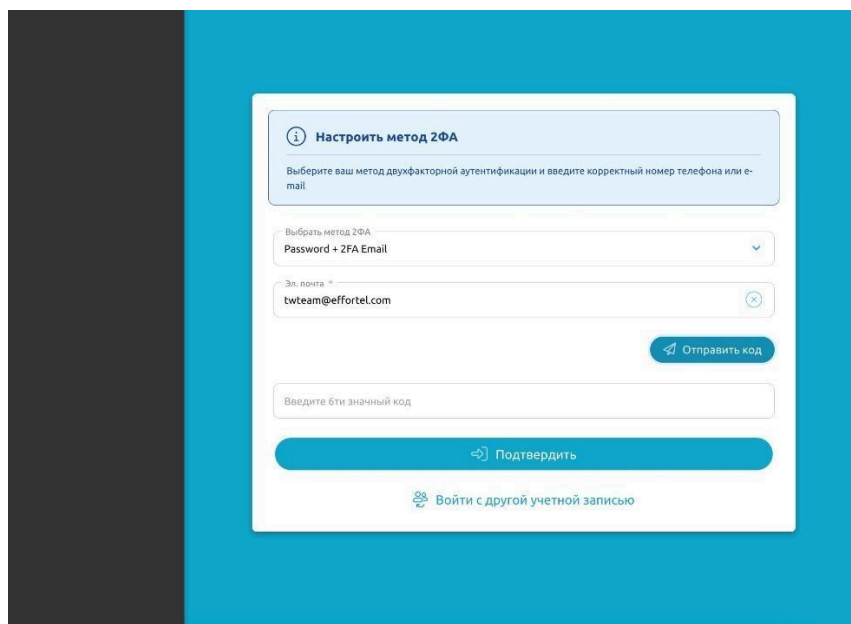 Настроить метод 2ФА
Выберите ваш метод двухфакторной аутентификации и введите корректный номер телефона или e-
mail
Выбрать метод 2ФА
Password + 2FA Email
Эл. почта *
twteam@effortel.com
Отправить код
Введите 6ти значный код
Подтвердить
Войти с другой учетной записью